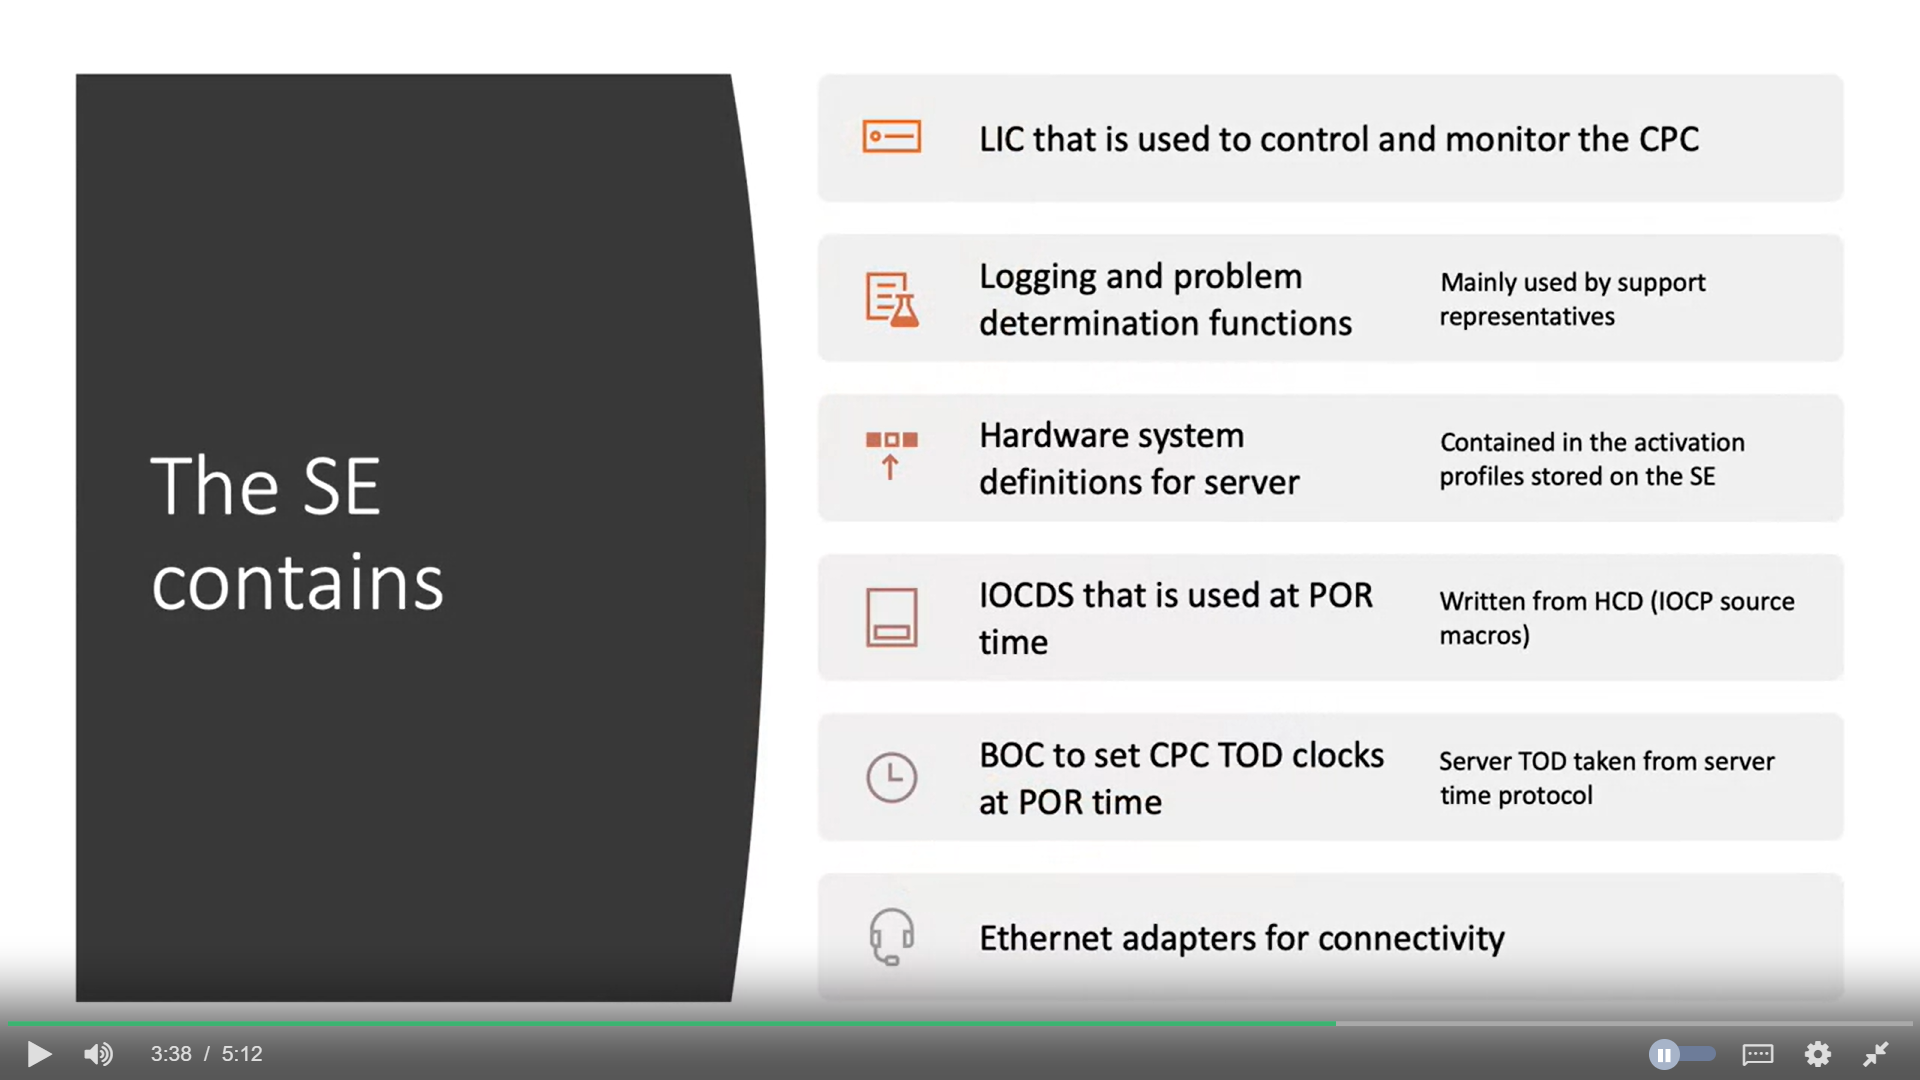 The SE
contains
LIC that is used to control and monitor the CPC
Logging and problem
determination functions
Mainly used by support
representatives
Hardware system
definitions for server
Contained in the activation
profiles stored on the SE
IOCDS that is used at POR
time
Written from HCD (IOCP source
macros)
BOC to set CPC TOD clocks
at POR time
Server TOD taken from server
time protocol
Ethernet adapters for connectivity
3:38 / 5:12